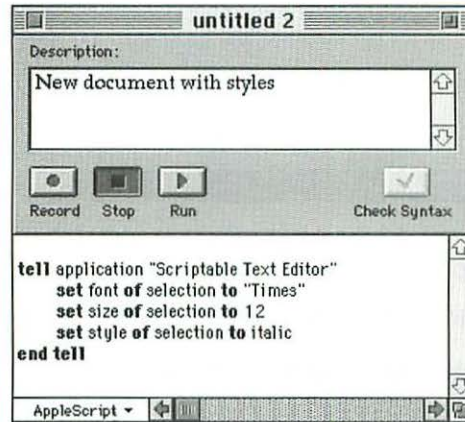 untitled 2
Description:
New document with styles
Record Stop Run Check Syntax
tell application "Scriptable Text Editor"
set font of selection to "Times"
set size of selection to 12
set style of selection to italic
end tell
AppleScript